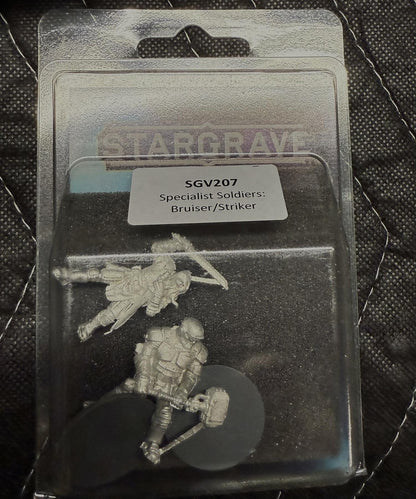 STARGRAVE
SGV207
Specialist Soldiers:
Bruiser/Striker